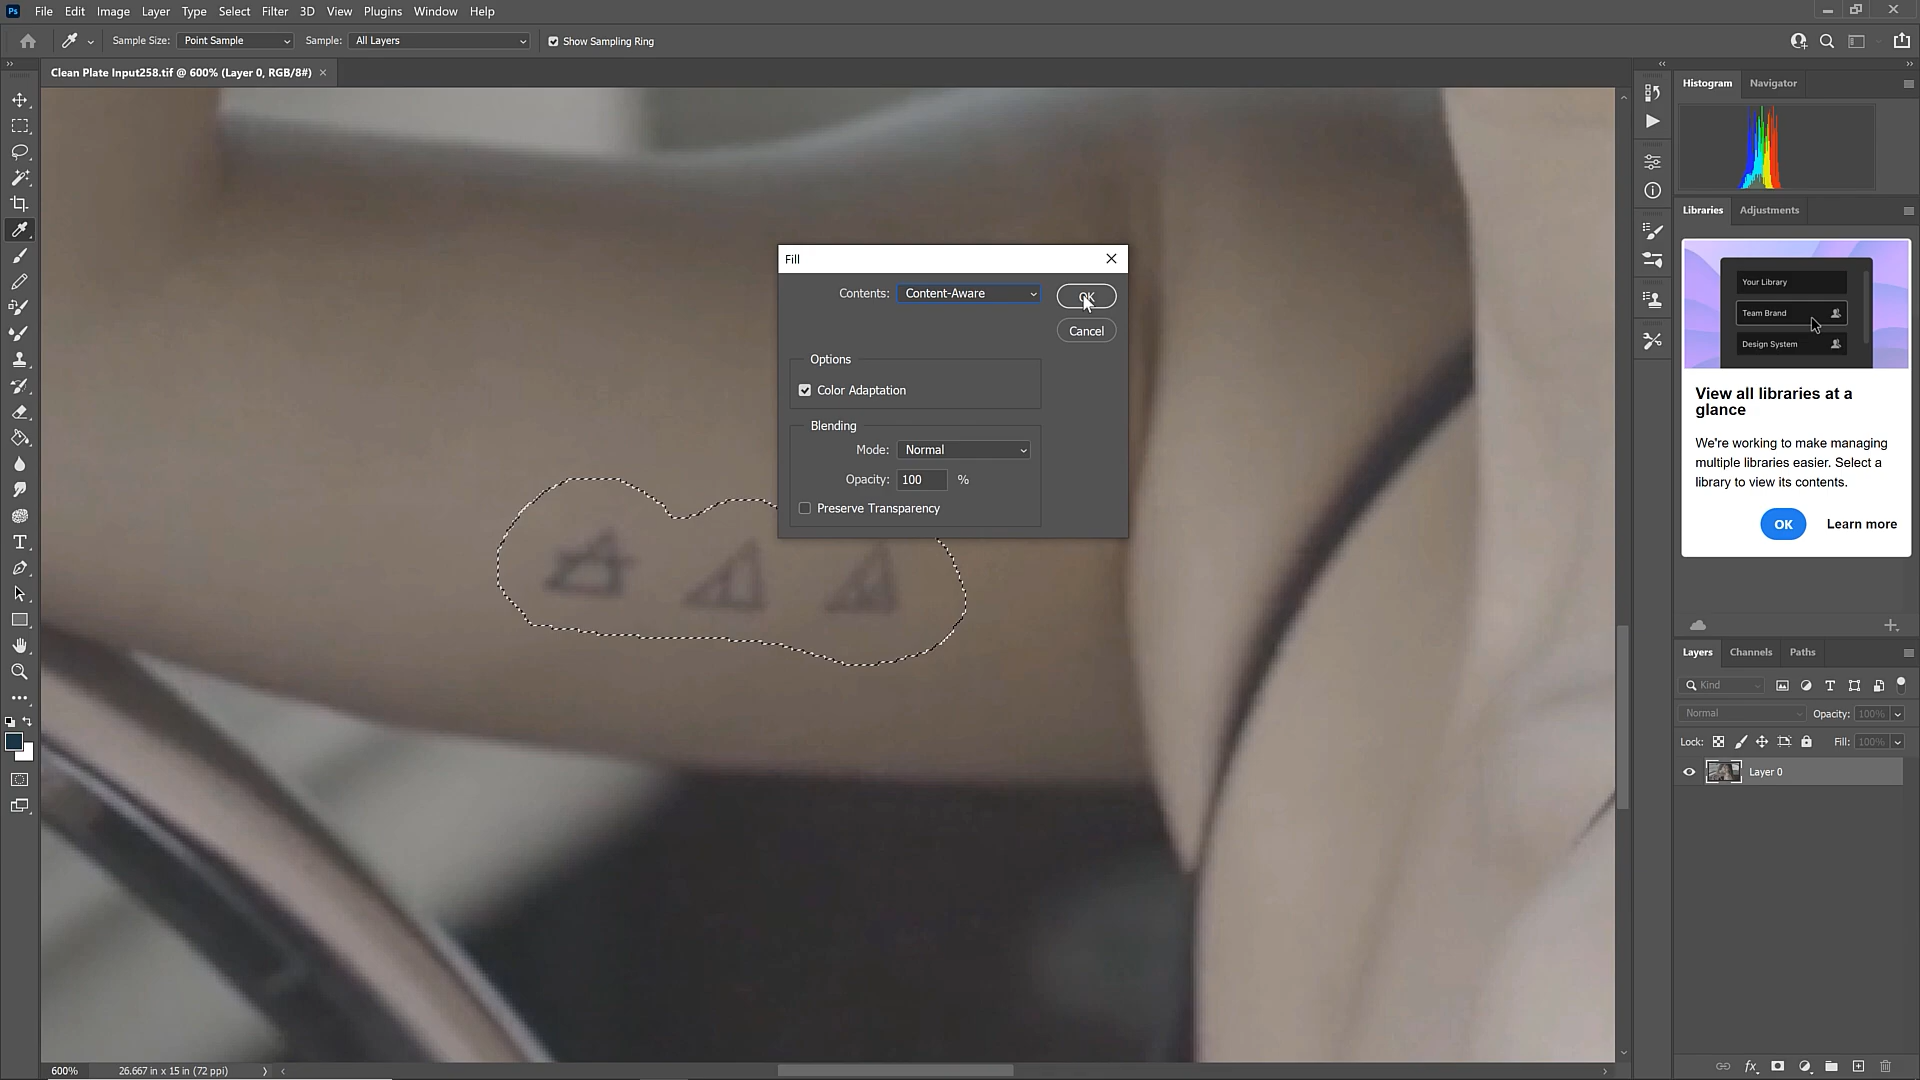 Ps File Edit Image Layer Type Select Filter 3D View Plugins Window Help
Sample Size: Point Sample Sample: All Layers Show Sampling Ring
Clean Plate Input258.tif @ 600% (Layer 0, RGB/8#) ×
Fill
Contents: Content-Aware
OK
Cancel
Options
Color Adaptation
Blending
Mode: Normal
Opacity: 100 %
Preserve Transparency
Histogram Navigator
Libraries Adjustments
Your Library
Team Brand
Design System
View all libraries at a
glance
We're working to make managing
multiple libraries easier. Select a
library to view its contents.
OK Learn more
Layers Channels Paths
Kind
Normal Opacity: 100%
Lock: Fill: 100%
Layer 0
600% 26.667 in x 15 in (72 ppi)